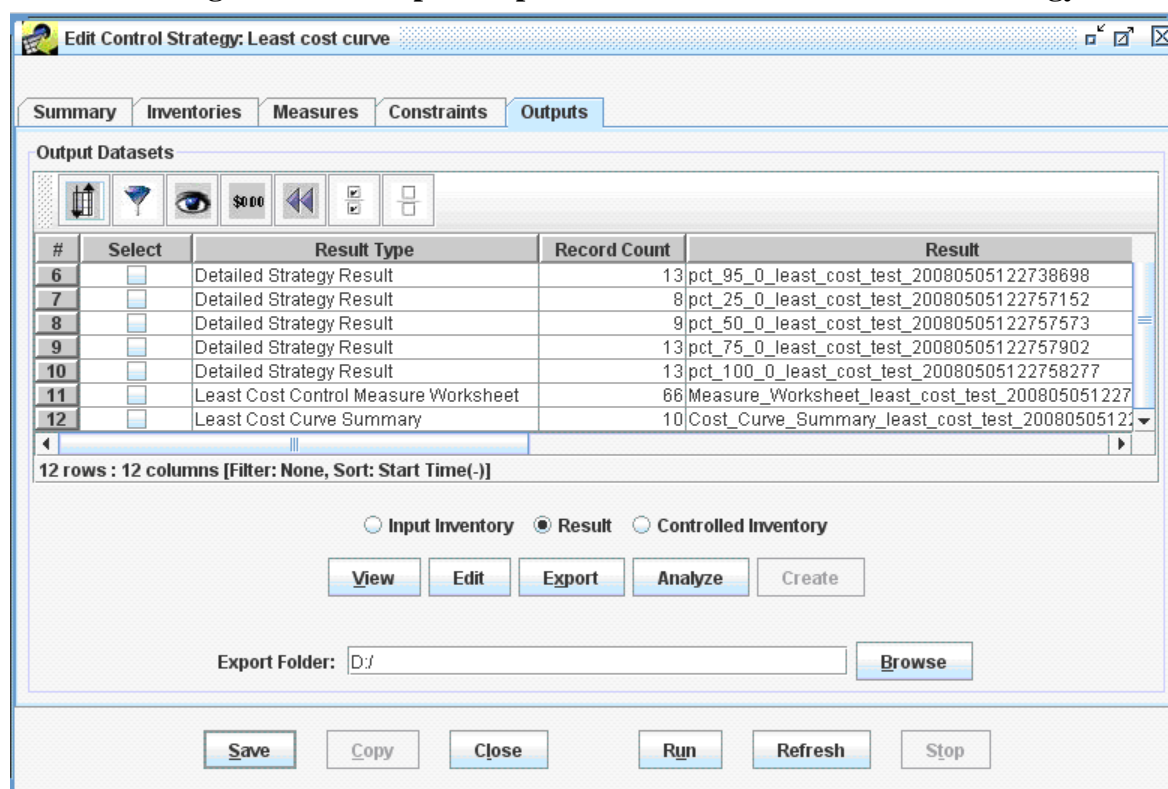 Edit Control Strategy: Least cost curve
Summary Inventories Measures Constraints Outputs
Output Datasets
$0.00
# Select Result Type Record Count Result
6 Detailed Strategy Result 13 pct_95_0_least_cost_test_20080505122738698
7 Detailed Strategy Result 8 pct_25_0_least_cost_test_20080505122757152
8 Detailed Strategy Result 9 pct_50_0_least_cost_test_20080505122757573
9 Detailed Strategy Result 13 pct_75_0_least_cost_test_20080505122757902
10 Detailed Strategy Result 13 pct_100_0_least_cost_test_20080505122758277
11 Least Cost Control Measure Worksheet 66 Measure_Worksheet_least_cost_test_200805051227
12 Least Cost Curve Summary 10 Cost_Curve_Summary_least_cost_test_2008050512
12 rows : 12 columns [Filter: None, Sort: Start Time(-)]
Input Inventory Result Controlled Inventory
View Edit Export Analyze Create
Export Folder: D:/ Browse
Save Copy Close Run Refresh Stop